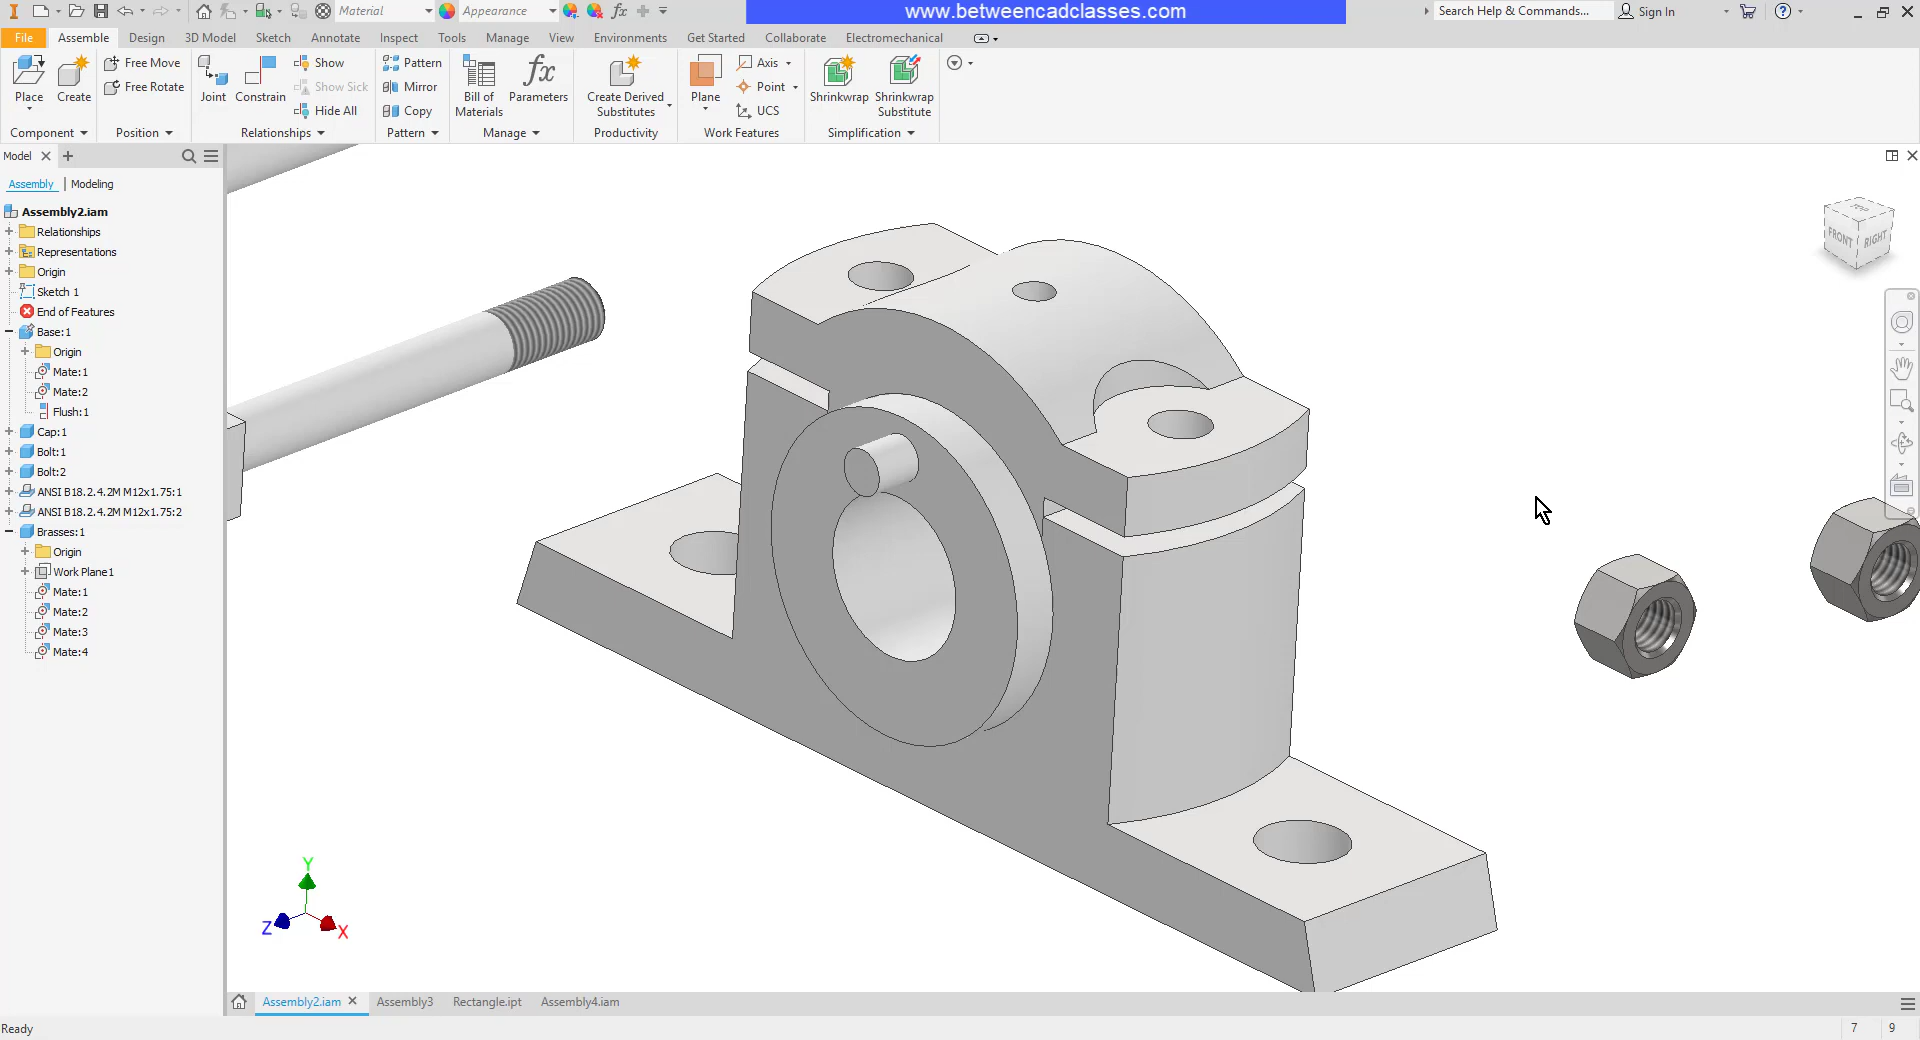 Material
Appearance
fx
www.betweencadclasses.com
Search Help & Commands...
Sign In
File
Assemble
Design
3D Model
Sketch
Annotate
Inspect
Tools
Manage
View
Environments
Get Started
Collaborate
Electromechanical
Place
Create
Free Move
Free Rotate
Joint
Constrain
Show
Show Sick
Hide All
Pattern
Mirror
Copy
Bill of
Materials
fx
Parameters
Create Derived
Substitutes
Plane
Axis
Point
UCS
Shrinkwrap
Shrinkwrap
Substitute
Component
Position
Relationships
Pattern
Manage
Productivity
Work Features
Simplification
Model
Assembly
Modeling
Assembly2.iam
Relationships
Representations
Origin
Sketch 1
End of Features
Base:1
Origin
Mate:1
Mate:2
Flush:1
Cap:1
Bolt:1
Bolt:2
ANSI B18.2.4.2M M12x1.75:1
ANSI B18.2.4.2M M12x1.75:2
Brasses:1
Origin
Work Plane1
Mate:1
Mate:2
Mate:3
Mate:4
TOP
FRONT
RIGHT
Y
Z
X
Assembly2.iam
Assembly3
Rectangle.ipt
Assembly4.iam
Ready
7
9